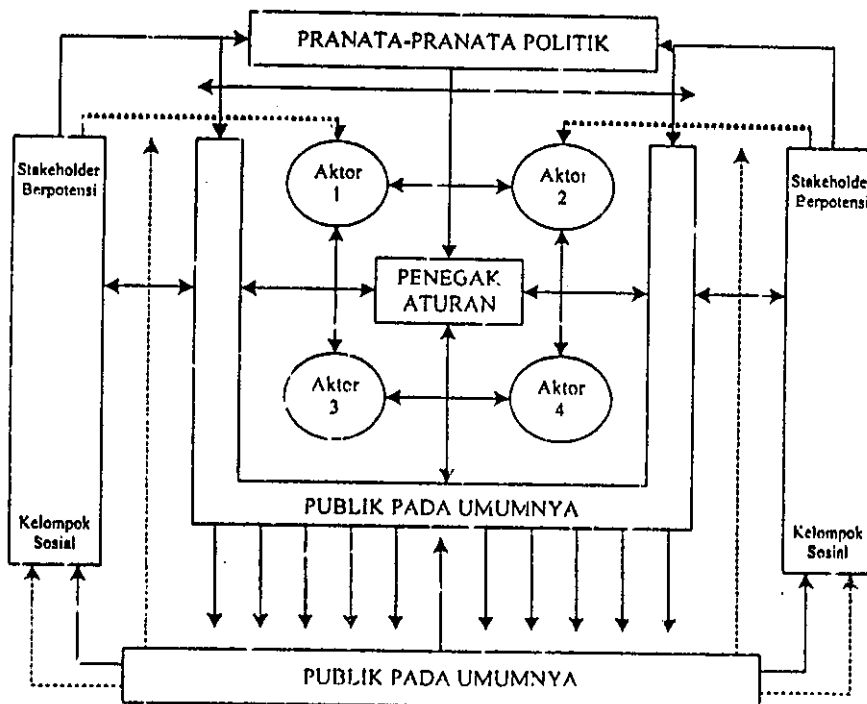 PRANATA-PRANATA POLITIK
Stakeholder
Berpotensi
Aktor
1
Aktor
2
Stakeholder
Perpotensi
PENEGAK
ATURAN
Aktor
3
Aktor
4
PUBLIK PADA UMUMNYA
Kelompok
Sosial
Kelompok
Sosial
PUBLIK PADA UMUMNYA